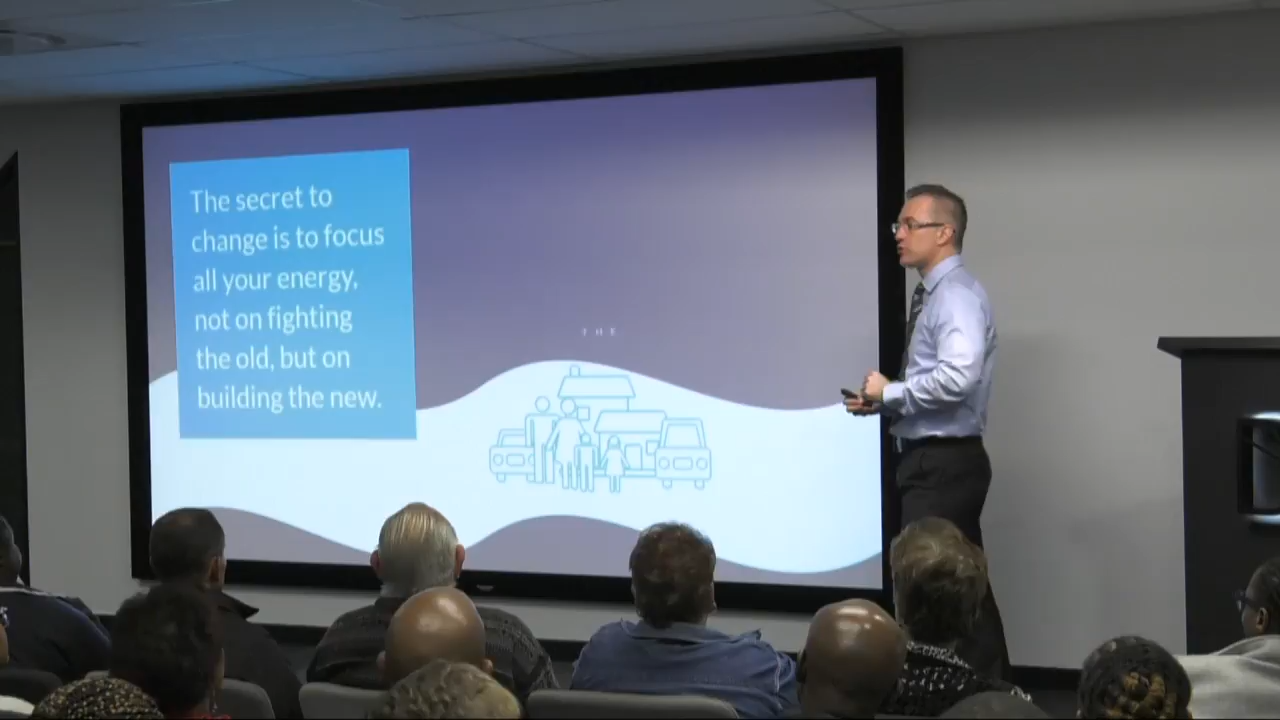 The secret to
change is to focus
all your energy,
not on fighting
the old, but on
building the new.
THE